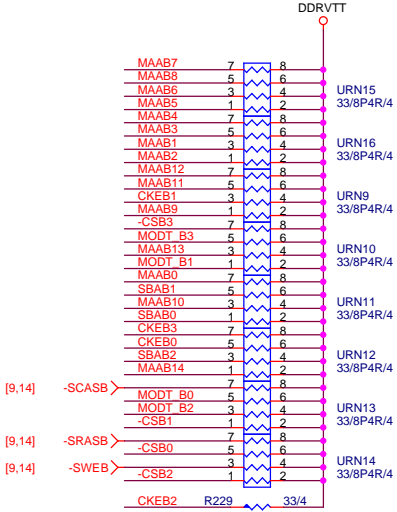 DDRVTT
MAAB7 7 8
MAAB8 5 6
MAAB6 3 4 URN15
MAAB5 1 2 33/8P4R/4
MAAB4 7 8
MAAB3 5 6
MAAB1 3 4 URN16
MAAB2 1 2 33/8P4R/4
MAAB12 7 8
MAAB11 5 6
CKEB1 3 4 URN9
MAAB9 1 2 33/8P4R/4
-CSB3 7 8
MODT_B3 5 6
MAAB13 3 4 URN10
MODT_B1 1 2 33/8P4R/4
MAAB0 7 8
SBAB1 5 6
MAAB10 3 4 URN11
SBAB0 1 2 33/8P4R/4
CKEB3 7 8
CKEB0 5 6
SBAB2 3 4 URN12
MAAB14 1 2 33/8P4R/4
[9,14] -SCASB 7 8
MODT_B0 5 6
MODT_B2 3 4 URN13
-CSB1 1 2 33/8P4R/4
[9,14] -SRASB 7 8
-CSB0 5 6
[9,14] -SWEB 3 4 URN14
-CSB2 1 2 33/8P4R/4
CKEB2 R229 33/4